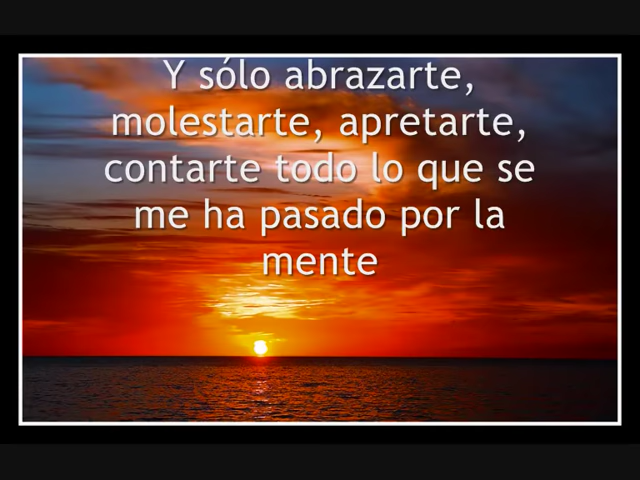 Y sólo abrazarte,
molestarte, apretarte,
contarte todo lo que se
me ha pasado por la
mente